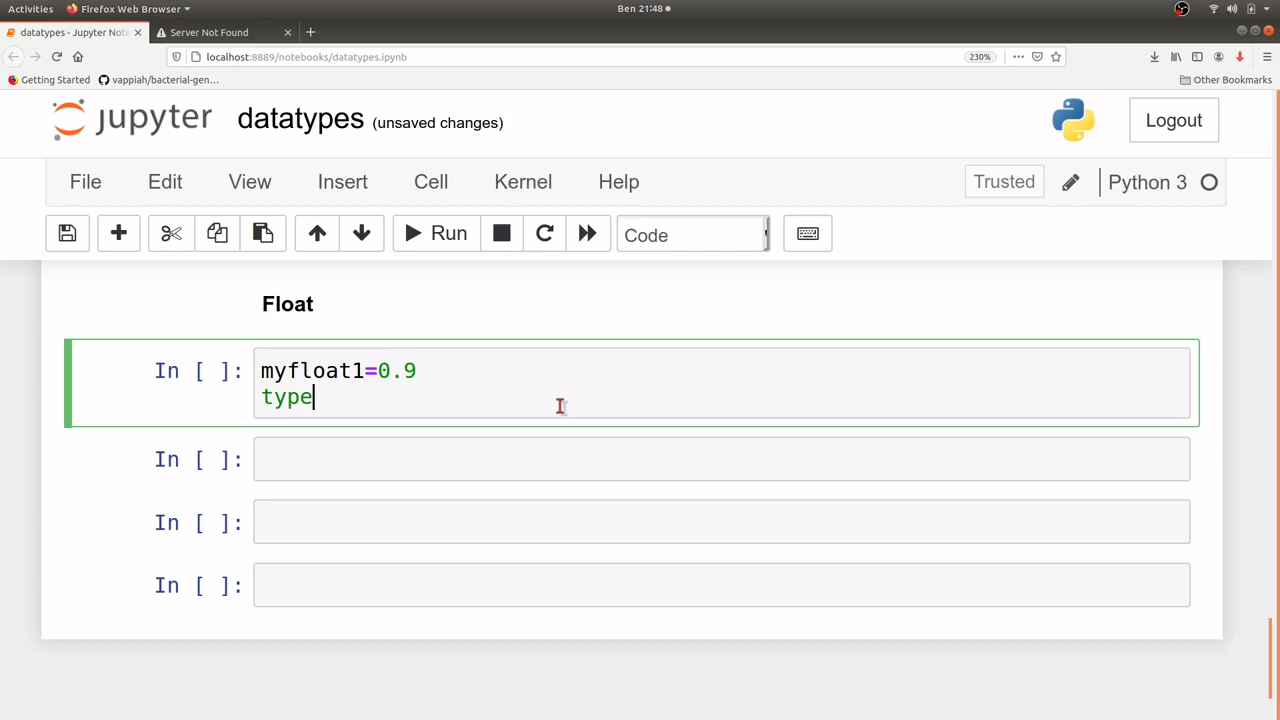 Activities Firefox Web Browser Ben 21:48
datatypes - Jupyter Note Server Not Found
localhost:8889/notebooks/datatypes.ipynb 230%
Getting Started vappiah/bacterial-gen… Other Bookmarks
jupyter datatypes (unsaved changes) Logout
File Edit View Insert Cell Kernel Help Trusted Python 3
Run Code
Float
In [ ]: myfloat1=0.9
type
In [ ]:
In [ ]:
In [ ]: